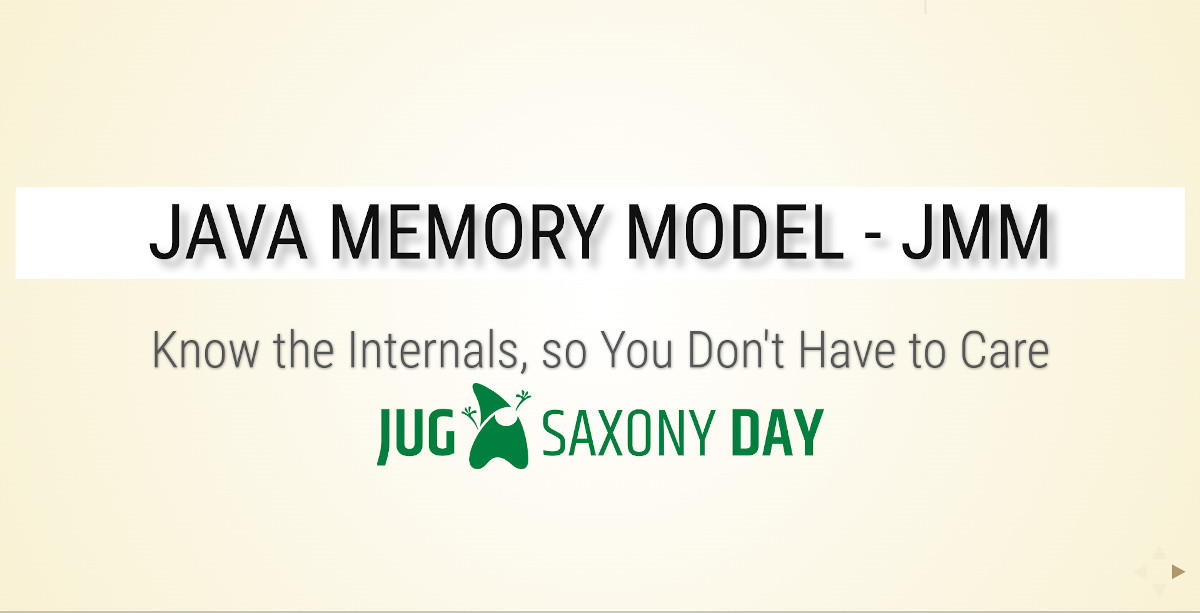 JAVA MEMORY MODEL - JMM
Know the Internals, so You Don't Have to Care
JUG SAXONY DAY